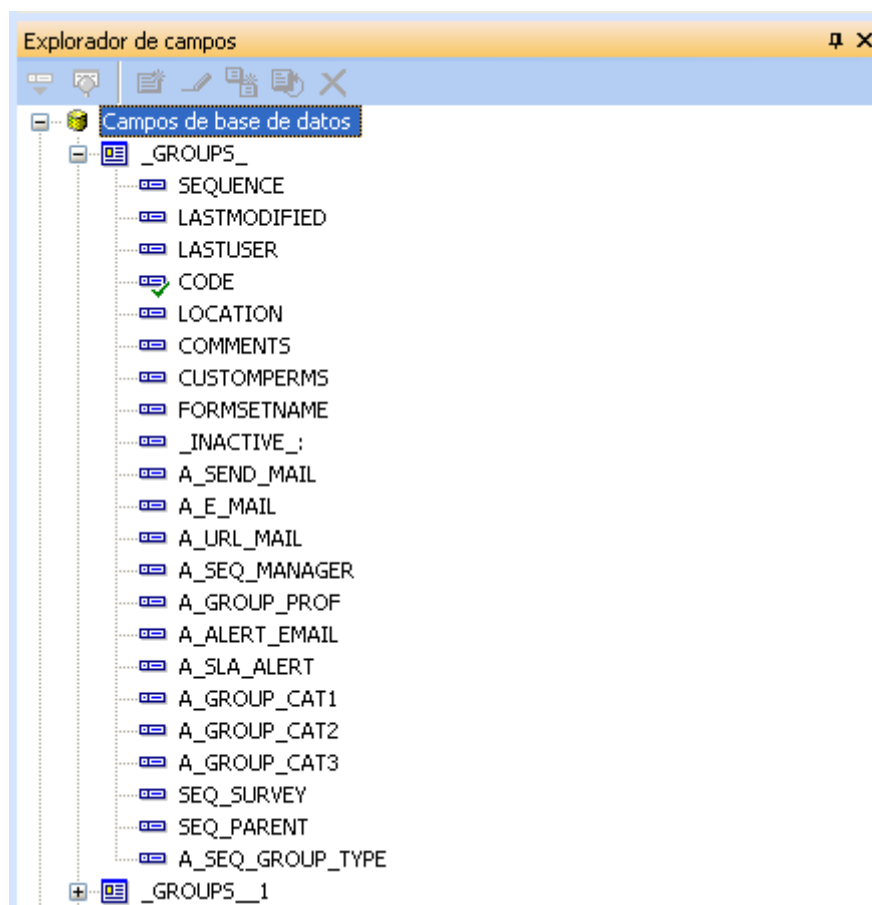 Explorador de campos
Campos de base de datos
_GROUPS_
SEQUENCE
LASTMODIFIED
LASTUSER
CODE
LOCATION
COMMENTS
CUSTOMPERMS
FORMSETNAME
_INACTIVE_:
A_SEND_MAIL
A_E_MAIL
A_URL_MAIL
A_SEQ_MANAGER
A_GROUP_PROF
A_ALERT_EMAIL
A_SLA_ALERT
A_GROUP_CAT1
A_GROUP_CAT2
A_GROUP_CAT3
SEQ_SURVEY
SEQ_PARENT
A_SEQ_GROUP_TYPE
_GROUPS__1